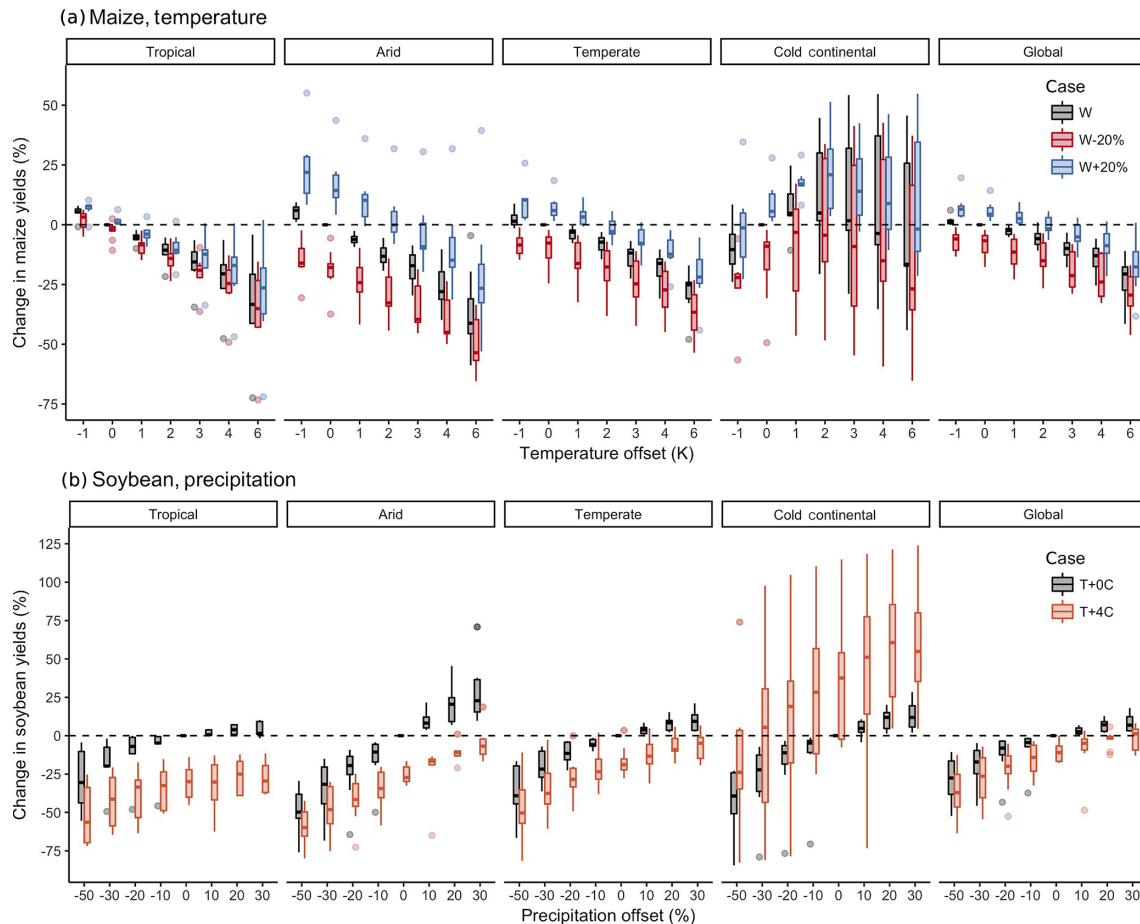 (a) Maize, temperature
Tropical Arid Temperate Cold continental Global
Change in maize yields (%)
50
25
0
-25
-50
-75
Case
W
W-20%
W+20%
-1 0 1 2 3 4 6 -1 0 1 2 3 4 6 -1 0 1 2 3 4 6 -1 0 1 2 3 4 6 -1 0 1 2 3 4 6
Temperature offset (K)
(b) Soybean, precipitation
Tropical Arid Temperate Cold continental Global
Change in soybean yields (%)
125
100
75
50
25
0
-25
-50
-75
Case
T+0C
T+4C
-50 -30 -20 -10 0 10 20 30 -50 -30 -20 -10 0 10 20 30 -50 -30 -20 -10 0 10 20 30 -50 -30 -20 -10 0 10 20 30 -50 -30 -20 -10 0 10 20 30
Precipitation offset (%)